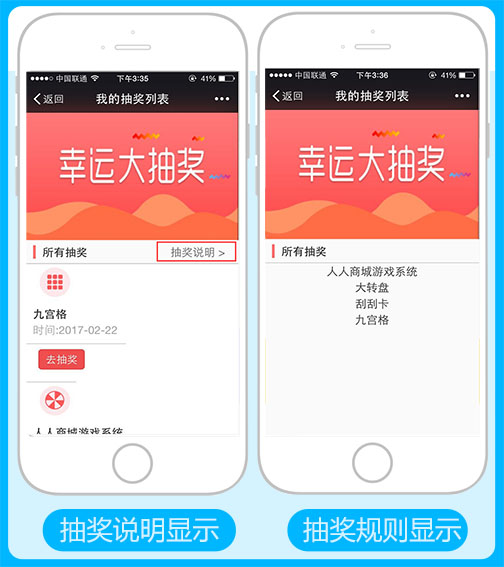 中国联通 下午3:35 41%
返回 我的抽奖列表
幸运大抽奖
所有抽奖 抽奖说明 >
九宫格
时间:2017-02-22
去抽奖
人人商城游戏系统
抽奖说明显示
中国联通 下午3:36 41%
返回 我的抽奖列表
幸运大抽奖
所有抽奖
人人商城游戏系统
大转盘
刮刮卡
九宫格
抽奖规则显示